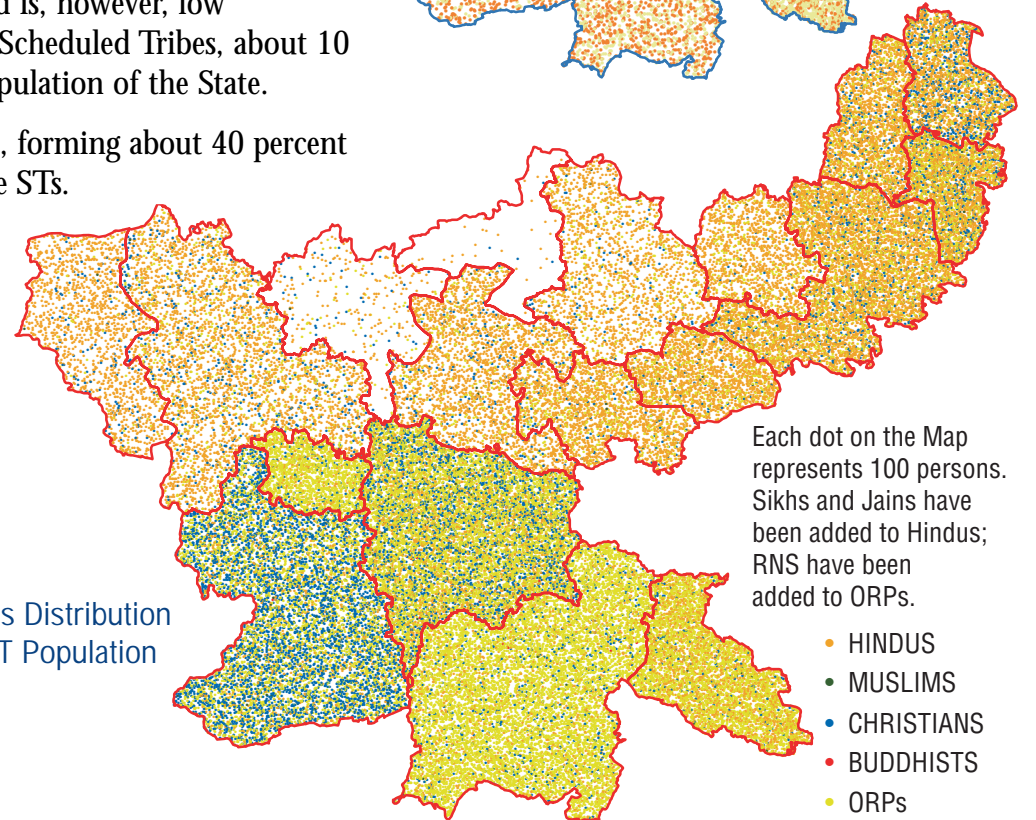 d is, however, low
Scheduled Tribes, about 10
pulation of the State.
, forming about 40 percent
e STs.
Each dot on the Map
represents 100 persons.
Sikhs and Jains have
been added to Hindus;
RNS have been
added to ORPs.
s Distribution
T Population
HINDUS
MUSLIMS
CHRISTIANS
BUDDHISTS
ORPs